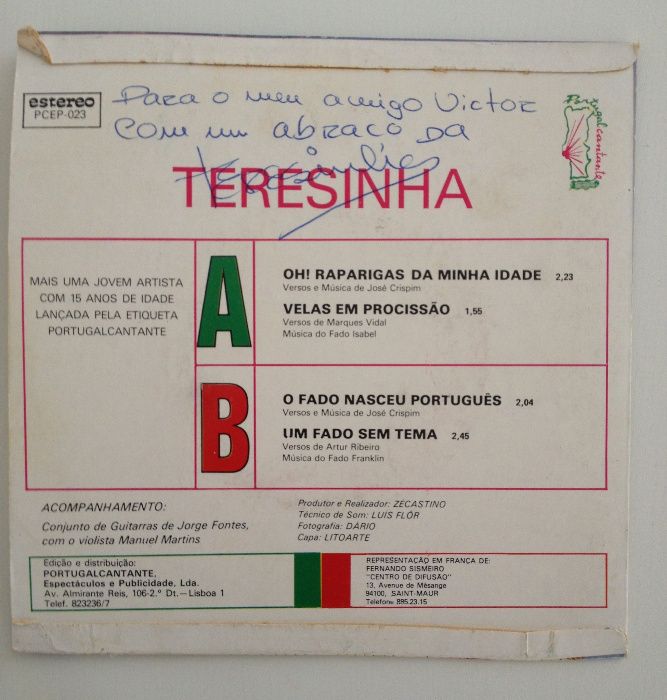 estereo
PCEP-023
Para o meu amigo Victor
com um abraco da
Teresinha
Portugalcantante
TERESINHA
MAIS UMA JOVEM ARTISTA
COM 15 ANOS DE IDADE
LANÇADA PELA ETIQUETA
PORTUGALCANTANTE
A
OH! RAPARIGAS DA MINHA IDADE 2,23
Versos e Música de José Crispim
VELAS EM PROCISSÃO 1,55
Versos de Marques Vidal
Música do Fado Isabel
B
O FADO NASCEU PORTUGUÊS 2,04
Versos e Música de José Crispim
UM FADO SEM TEMA 2,45
Versos de Artur Ribeiro
Música do Fado Franklin
ACOMPANHAMENTO:
Conjunto de Guitarras de Jorge Fontes,
com o violista Manuel Martins
Produtor e Realizador: ZÉCASTINO
Técnico de Som: LUIS FLÓR
Fotografia: DARIO
Capa: LITOARTE
Edição e distribuição:
PORTUGALCANTANTE.
Espectáculos e Publicidade, Lda.
Av. Almirante Reis, 106-2.º Dt.—Lisboa 1
Telef. 823236/7
REPRESENTAÇÃO EM FRANÇA DE:
FERNANDO SISMEIRO
"CENTRO DE DIFUSÃO"
13, Avenue de Mésange
94100, SAINT-MAUR
Telefone 885.23.15